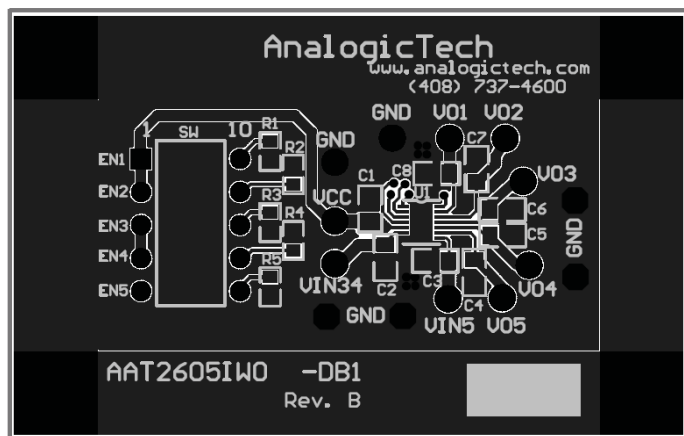 AnalogicTech
www.analogictech.com
(408) 737-4600
GND VO1 VO2
1 SW 10 R1
GND
C7
R2
EN1
C1 C8
VO3
EN2
VCC
U1
R3
R4
C6
EN3
C5
GND
EN4
R5
EN5
VIN34
C2
C3
C4
VO4
GND
VIN5 VO5
AAT2605IWO -DB1
Rev. B